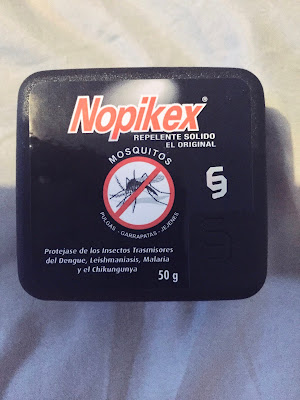 Nopikex®
REPELENTE SOLIDO
EL ORIGINAL
MOSQUITOS
PULGAS - GARRAPATAS - JEJENES
Protejase de los Insectos Trasmisores
del Dengue, Leishmaniasis, Malaria
y el Chikungunya
50 g